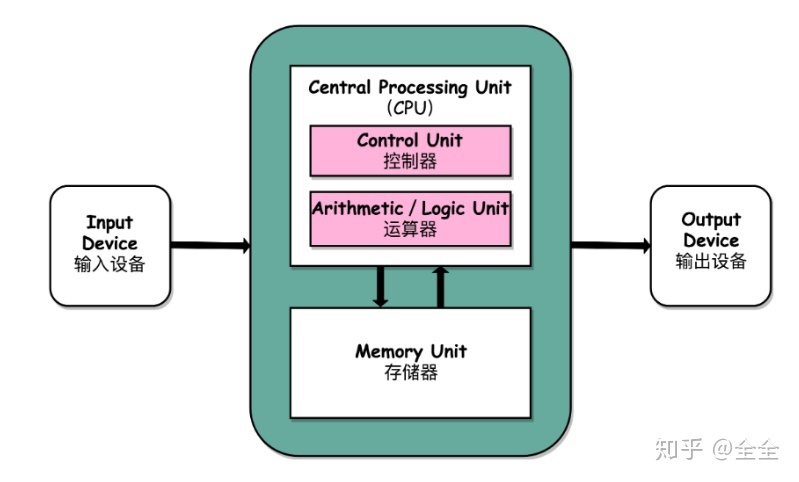 Central Processing Unit
(CPU)
Control Unit
控制器
Arithmetic / Logic Unit
运算器
Input
Device
输入设备
Output
Device
输出设备
Memory Unit
存储器
知乎 @全全